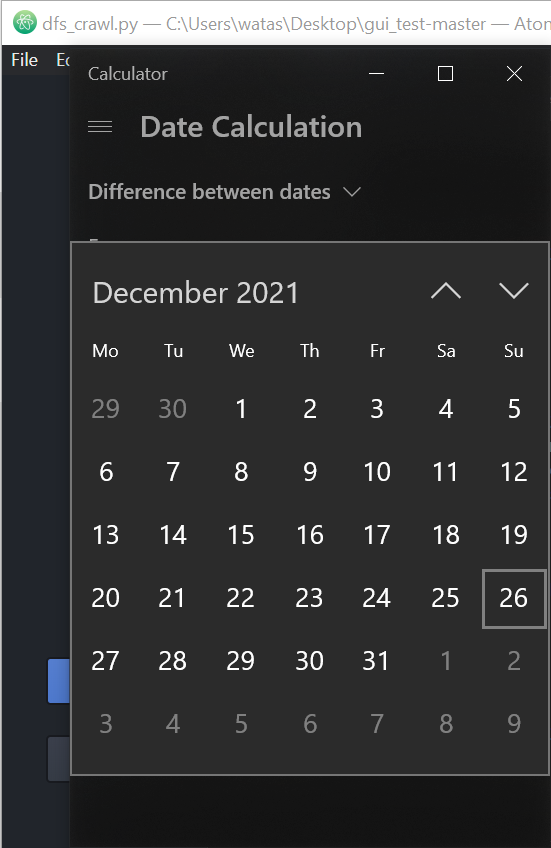 dfs_crawl.py — C:\Users\watas\Desktop\gui_test-master — Atom
File
Calculator
Date Calculation
Difference between dates
December 2021
Mo Tu We Th Fr Sa Su
29 30 1 2 3 4 5
6 7 8 9 10 11 12
13 14 15 16 17 18 19
20 21 22 23 24 25 26
27 28 29 30 31 1 2
3 4 5 6 7 8 9